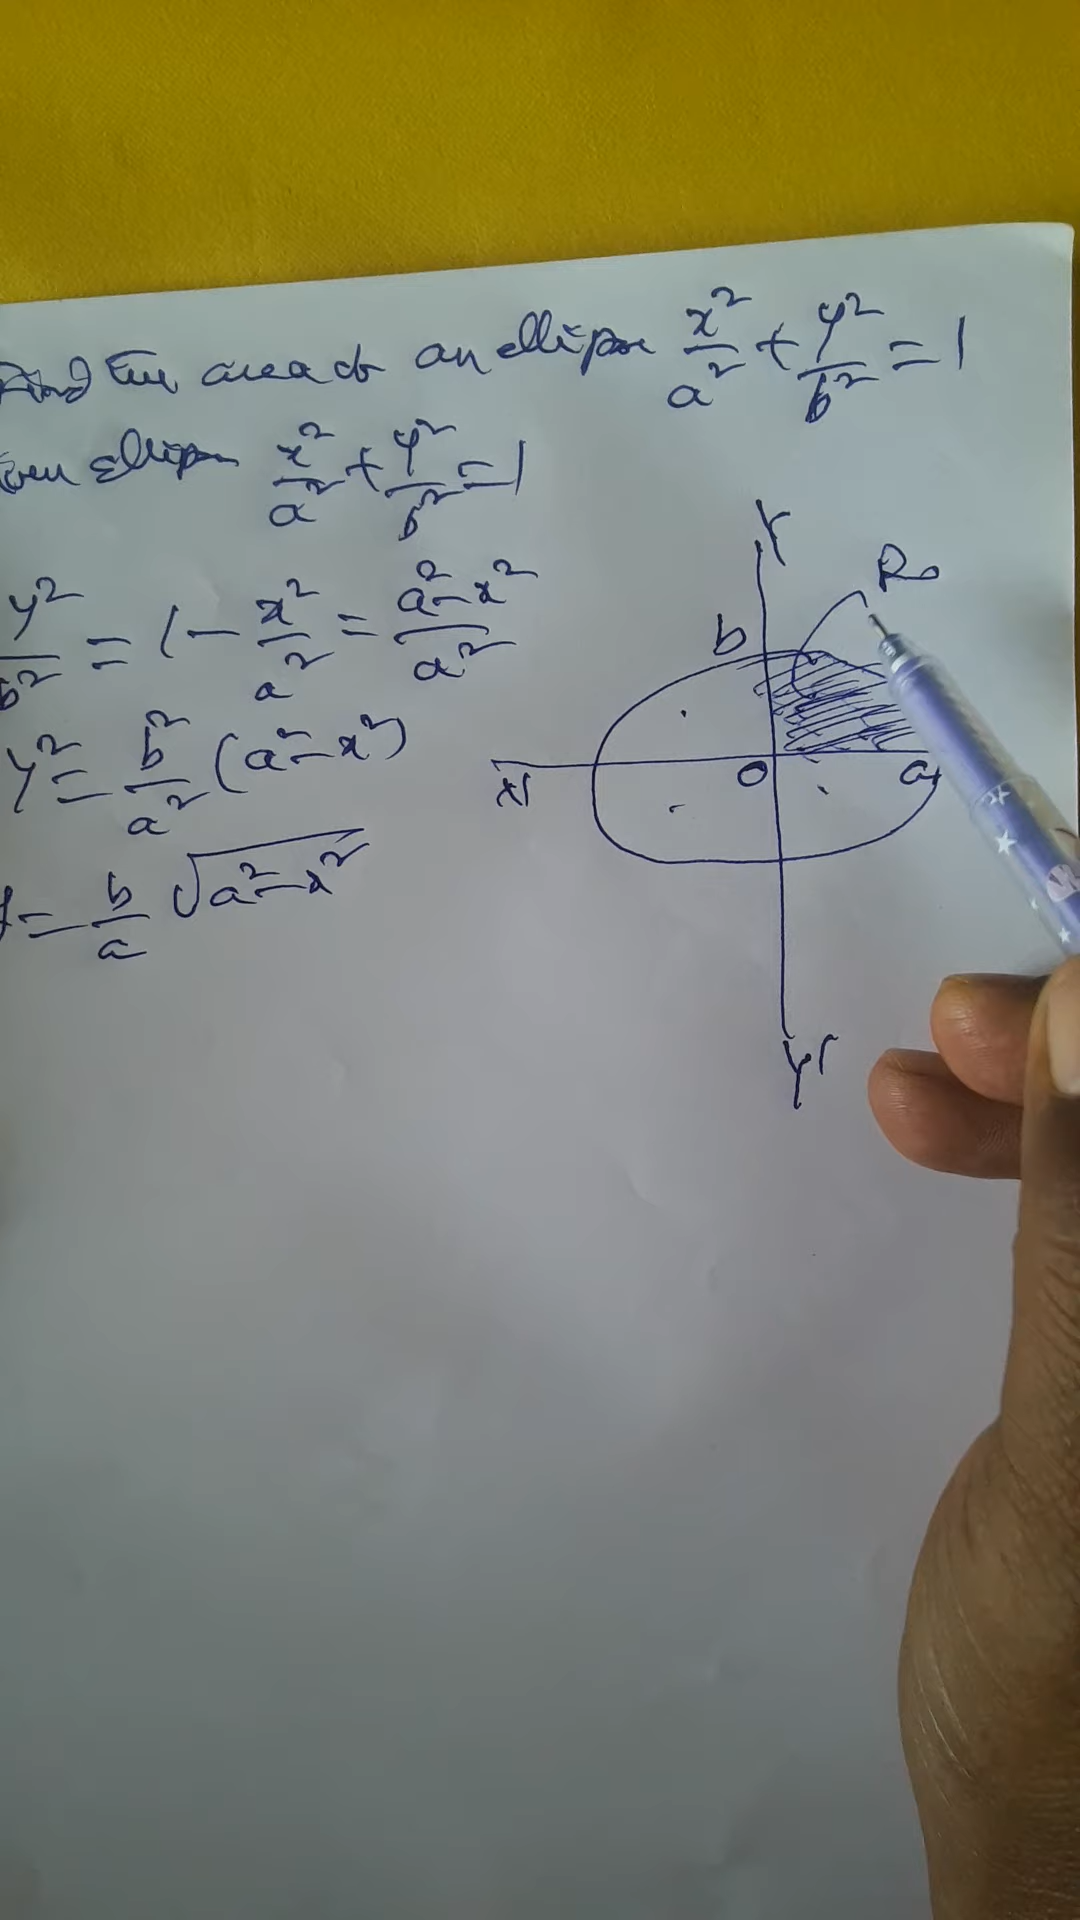 Find the area of an ellipse x²/a² + y²/b² = 1
ellipse x²/a² + y²/b² = 1
y²/b² = 1 - x²/a² = a²-x²/a²
y² = b²/a² (a²-x²)
y = b/a √a²-x²
Y
R
b
X'
O
a
Y'